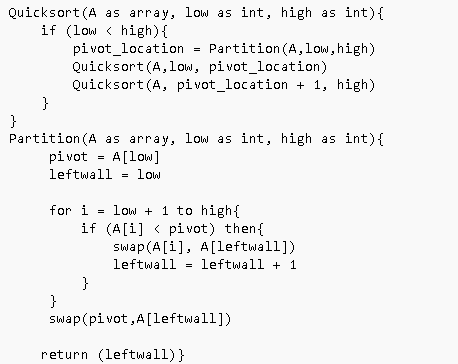 Quicksort(A as array, low as int, high as int){
    if (low < high){
        pivot_location = Partition(A,low,high)
        Quicksort(A,low, pivot_location)
        Quicksort(A, pivot_location + 1, high)
    }
}
Partition(A as array, low as int, high as int){
     pivot = A[low]
     leftwall = low

     for i = low + 1 to high{
         if (A[i] < pivot) then{
             swap(A[i], A[leftwall])
             leftwall = leftwall + 1
         }
     }
     swap(pivot,A[leftwall])

    return (leftwall)}